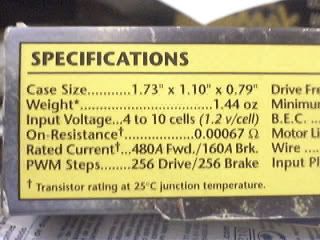 SPECIFICATIONS
Case Size...........1.73" x 1.10" x 0.79"
Weight*.................................1.44 oz
Input Voltage...4 to 10 cells (1.2 v/cell)
On-Resistance†..................0.00067 Ω
Rated Current†...480A Fwd./160A Brk.
PWM Steps........256 Drive/256 Brake
† Transistor rating at 25°C junction temperature.
Drive Fre
Minimum
B.E.C. ..
Motor Li
Wire ....
Input Pl